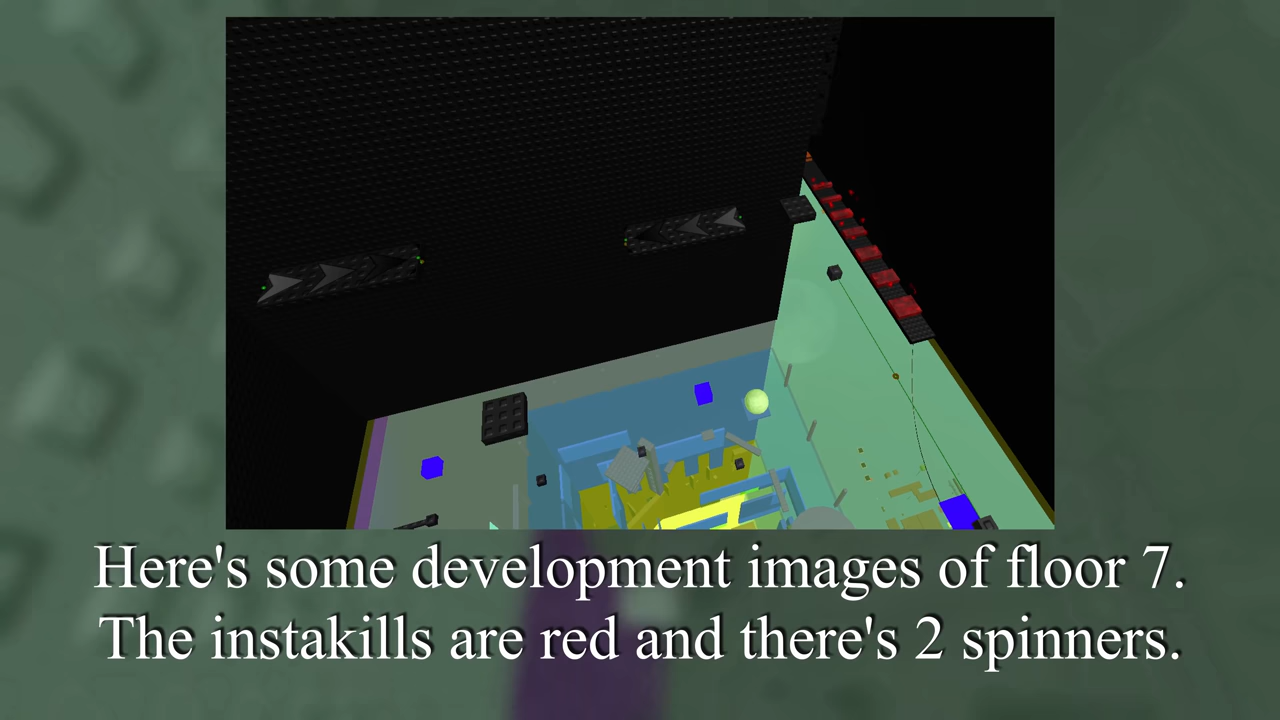 Here's some development images of floor 7.
The instakills are red and there's 2 spinners.